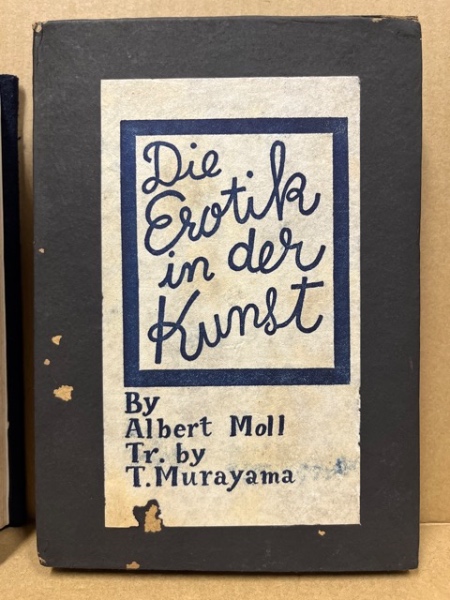 Die
Erotik
in der
Kunst
By
Albert Moll
Tr. by
T. Murayama